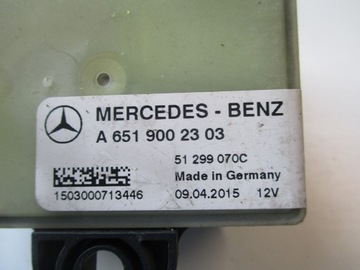 MERCEDES - BENZ
A 651 900 23 03
51 299 070C
Made in Germany
1503000713446
09.04.2015 12V